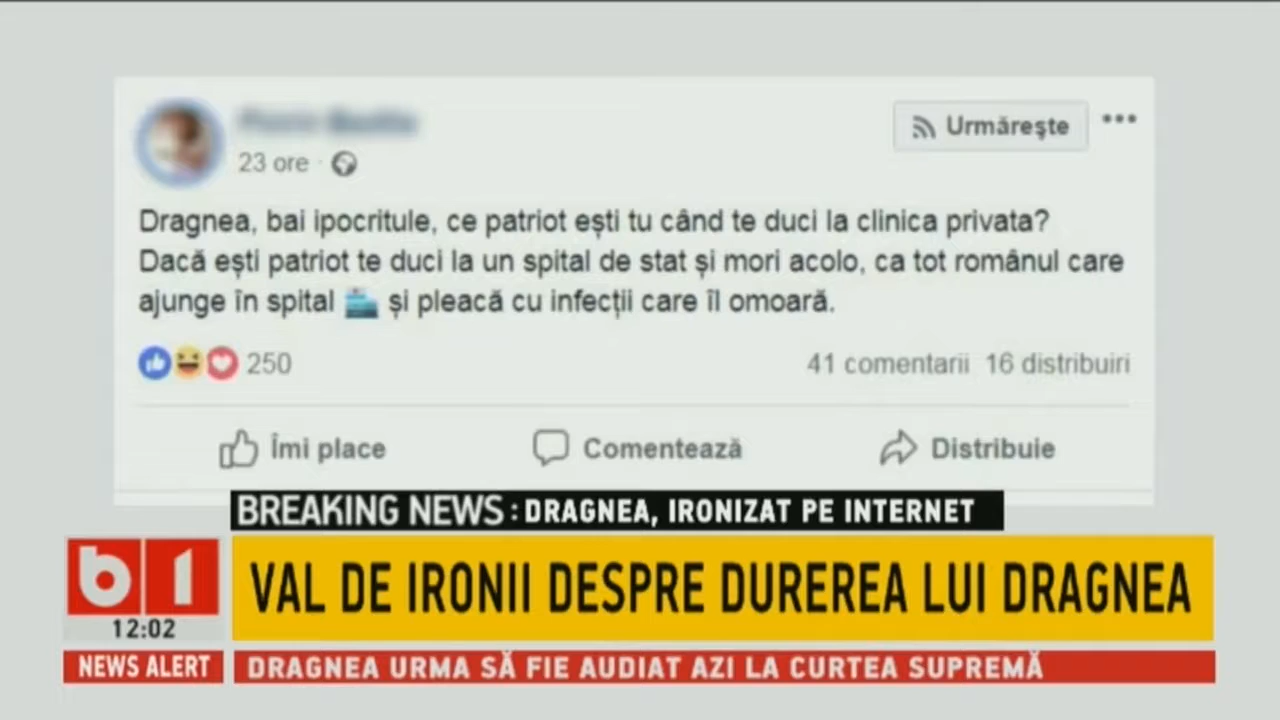 23 ore ·
Urmărește
Dragnea, bai ipocritule, ce patriot ești tu când te duci la clinica privata?
Dacă ești patriot te duci la un spital de stat și mori acolo, ca tot românul care
ajunge în spital și pleacă cu infecții care îl omoară.
250
41 comentarii 16 distribuiri
Îmi place
Comentează
Distribuie
BREAKING NEWS: DRAGNEA, IRONIZAT PE INTERNET
b1
VAL DE IRONII DESPRE DUREREA LUI DRAGNEA
12:02
NEWS ALERT
DRAGNEA URMA SĂ FIE AUDIAT AZI LA CURTEA SUPREMĂ